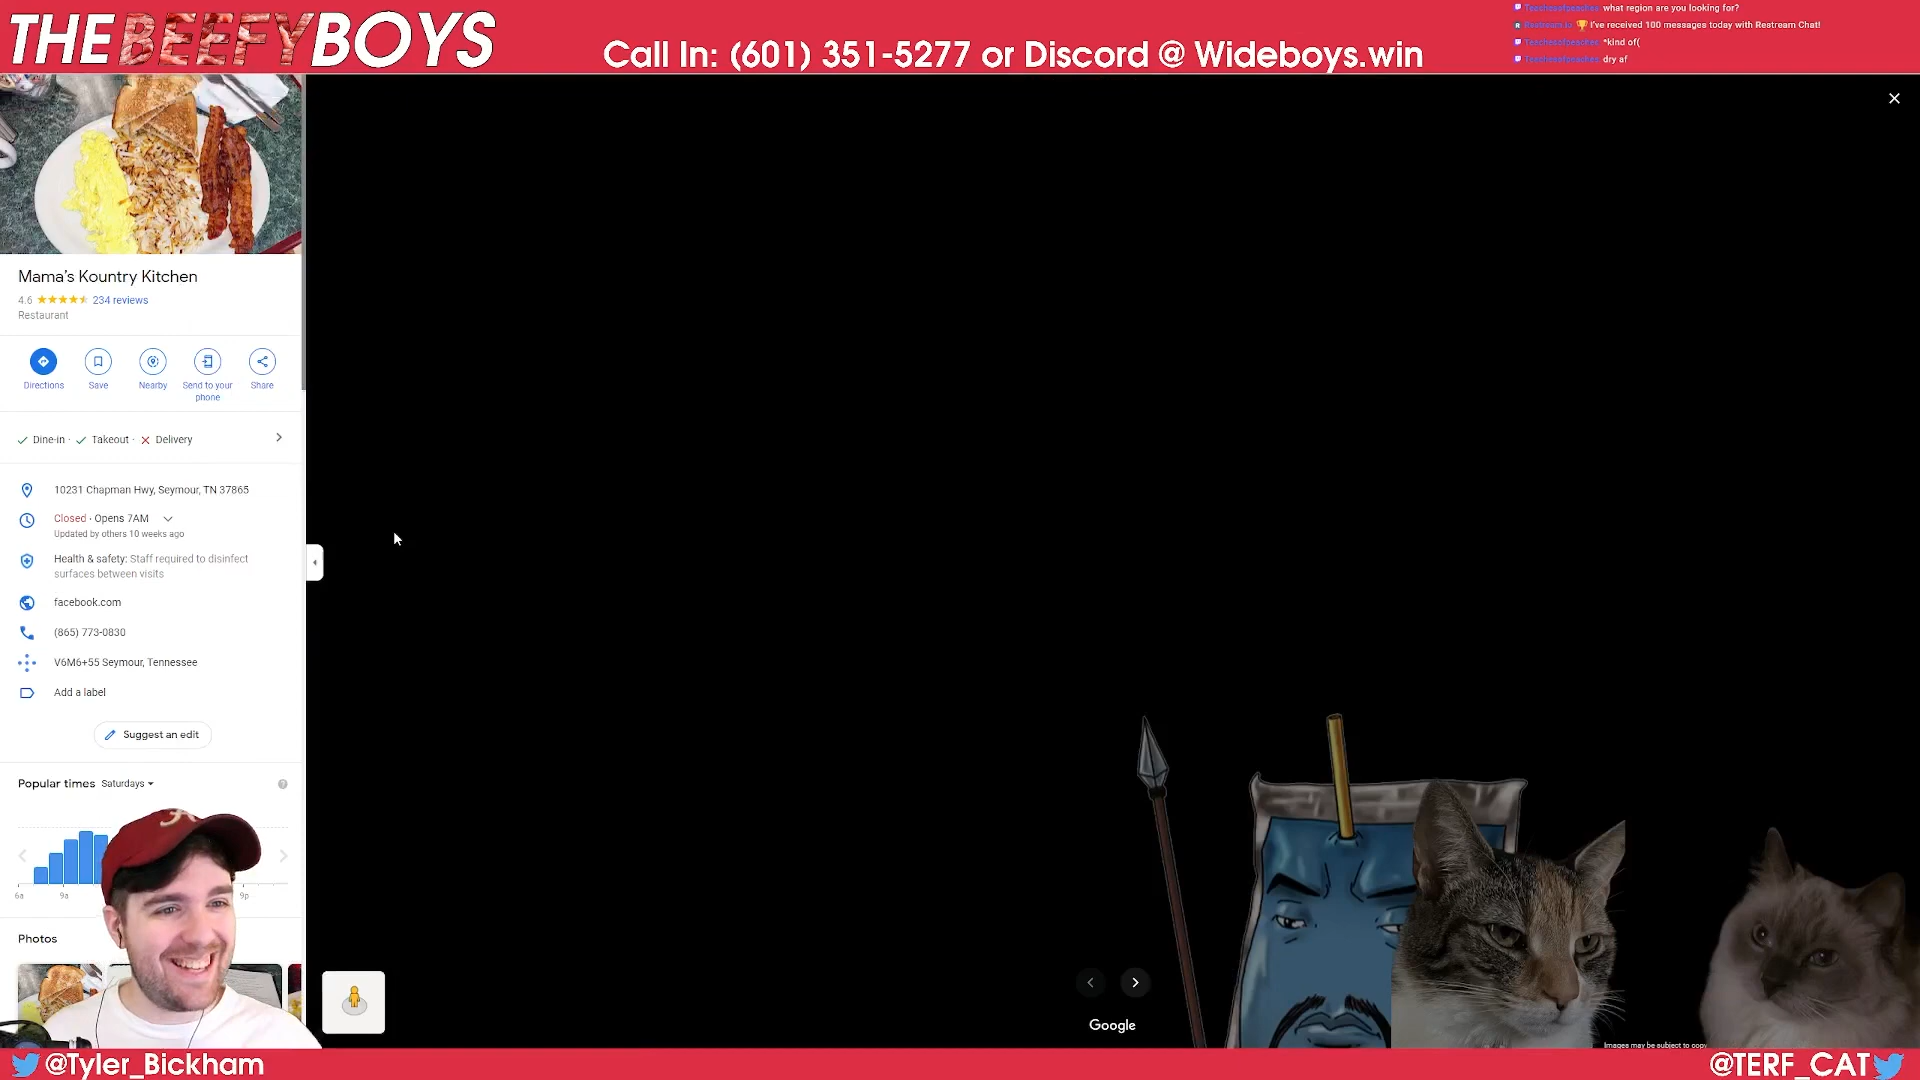 THE BEEFY BOYS
Call In: (601) 351-5277 or Discord @ Wideboys.win
what region are you looking for?
I've received 100 messages today with Restream Chat!
*kind of(
dry af
Mama's Kountry Kitchen
4.6 234 reviews
Restaurant
Directions Save Nearby Send to your phone Share
Dine-in · Takeout · Delivery
10231 Chapman Hwy, Seymour, TN 37865
Closed · Opens 7AM
Updated by others 10 weeks ago
Health & safety: Staff required to disinfect
surfaces between visits
facebook.com
(865) 773-0830
V6M6+55 Seymour, Tennessee
Add a label
Suggest an edit
Popular times Saturdays
6a 9a 9p
Photos
Google
Images may be subject to copy
@Tyler_Bickham
@TERF_CAT